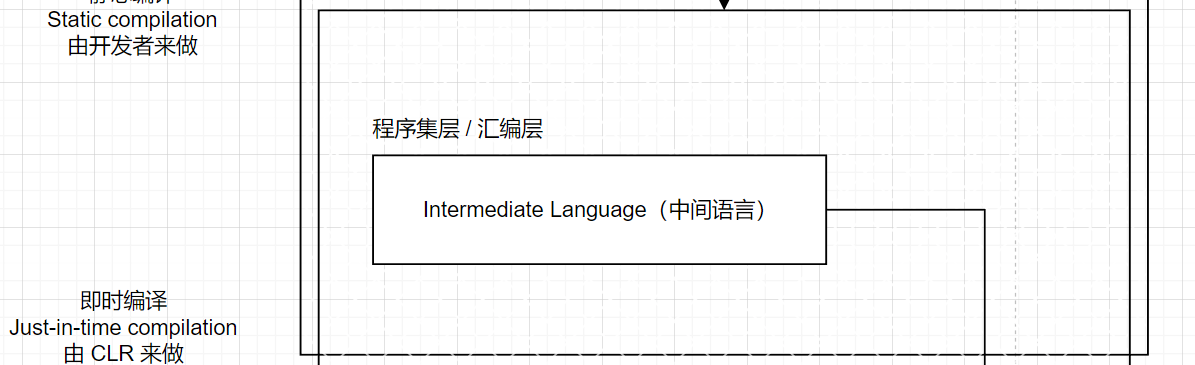 Static compilation
由开发者来做
程序集层 / 汇编层
Intermediate Language（中间语言）
即时编译
Just-in-time compilation
由 CLR 来做